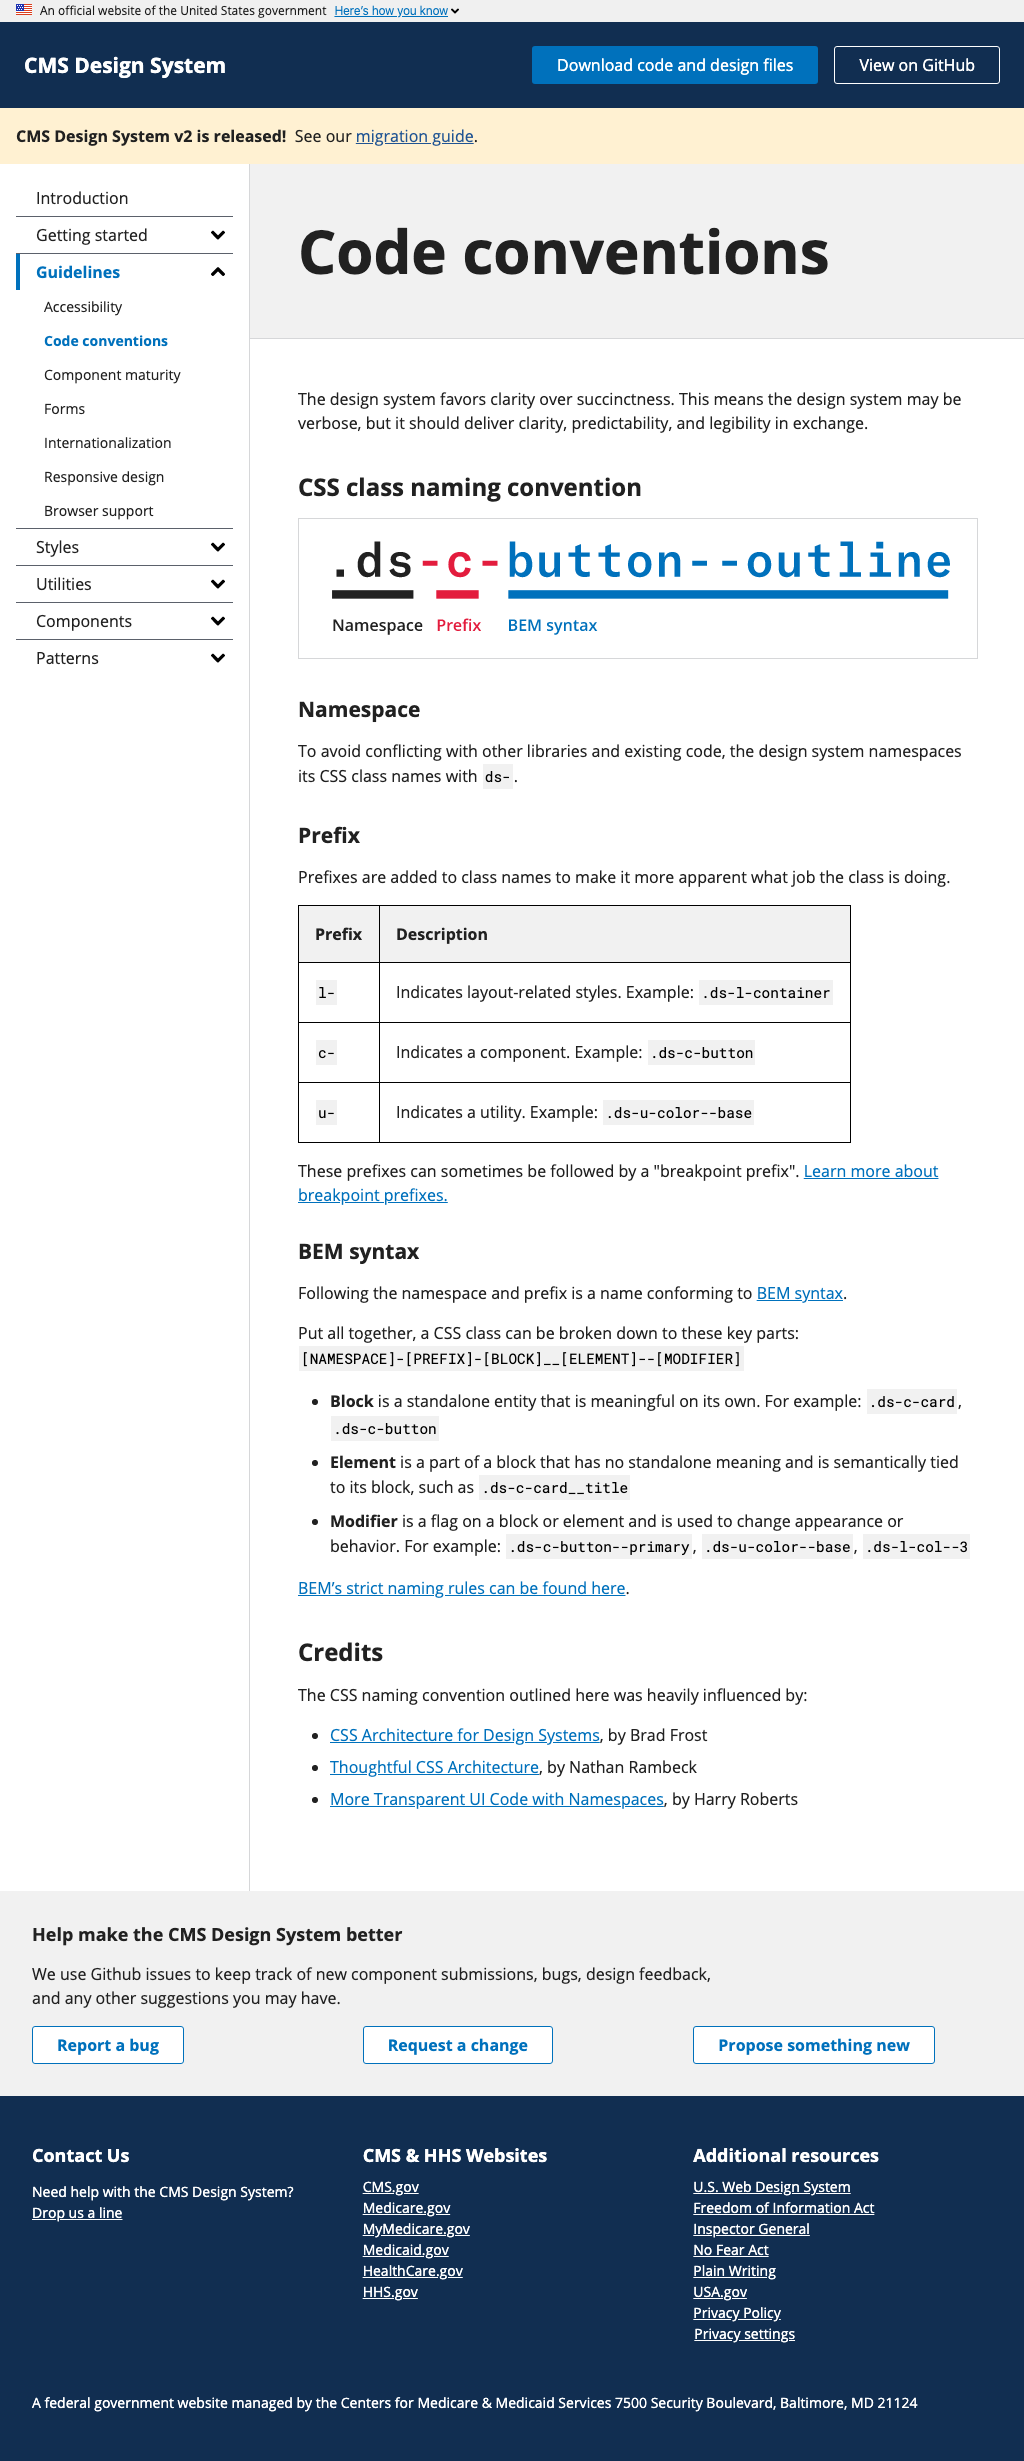 An official website of the United States government Here's how you know
CMS Design System
Download code and design files
View on GitHub
CMS Design System v2 is released! See our migration guide.
Introduction
Getting started
Guidelines
Accessibility
Code conventions
Component maturity
Forms
Internationalization
Responsive design
Browser support
Styles
Utilities
Components
Patterns
Code conventions
The design system favors clarity over succinctness. This means the design system may be
verbose, but it should deliver clarity, predictability, and legibility in exchange.
CSS class naming convention
.ds-c-button--outline
Namespace Prefix BEM syntax
Namespace
To avoid conflicting with other libraries and existing code, the design system namespaces
its CSS class names with ds-.
Prefix
Prefixes are added to class names to make it more apparent what job the class is doing.
Prefix Description
l- Indicates layout-related styles. Example: .ds-l-container
c- Indicates a component. Example: .ds-c-button
u- Indicates a utility. Example: .ds-u-color--base
These prefixes can sometimes be followed by a "breakpoint prefix". Learn more about
breakpoint prefixes.
BEM syntax
Following the namespace and prefix is a name conforming to BEM syntax.
Put all together, a CSS class can be broken down to these key parts:
[NAMESPACE]-[PREFIX]-[BLOCK]__[ELEMENT]--[MODIFIER]
• Block is a standalone entity that is meaningful on its own. For example: .ds-c-card,
.ds-c-button
• Element is a part of a block that has no standalone meaning and is semantically tied
to its block, such as .ds-c-card__title
• Modifier is a flag on a block or element and is used to change appearance or
behavior. For example: .ds-c-button--primary, .ds-u-color--base, .ds-l-col--3
BEM’s strict naming rules can be found here.
Credits
The CSS naming convention outlined here was heavily influenced by:
• CSS Architecture for Design Systems, by Brad Frost
• Thoughtful CSS Architecture, by Nathan Rambeck
• More Transparent UI Code with Namespaces, by Harry Roberts
Help make the CMS Design System better
We use Github issues to keep track of new component submissions, bugs, design feedback,
and any other suggestions you may have.
Report a bug
Request a change
Propose something new
Contact Us
Need help with the CMS Design System?
Drop us a line
CMS & HHS Websites
CMS.gov
Medicare.gov
MyMedicare.gov
Medicaid.gov
HealthCare.gov
HHS.gov
Additional resources
U.S. Web Design System
Freedom of Information Act
Inspector General
No Fear Act
Plain Writing
USA.gov
Privacy Policy
Privacy settings
A federal government website managed by the Centers for Medicare & Medicaid Services 7500 Security Boulevard, Baltimore, MD 21124